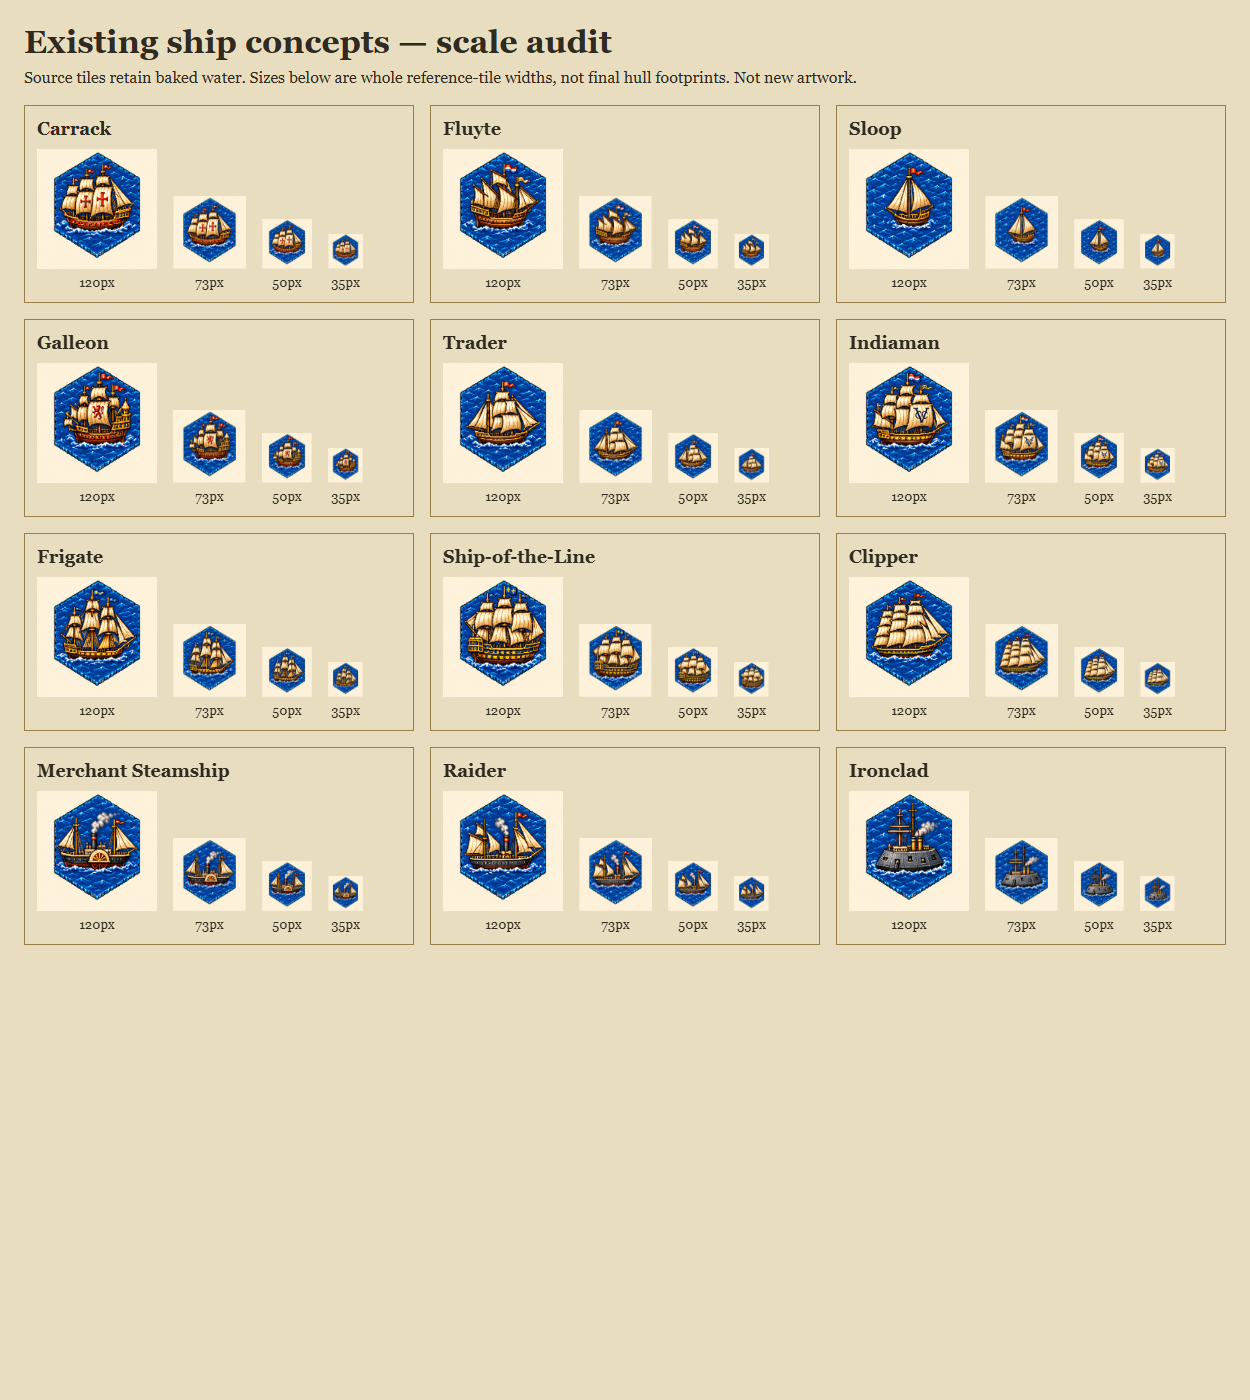 Existing ship concepts — scale audit
Source tiles retain baked water. Sizes below are whole reference-tile widths, not final hull footprints. Not new artwork.
Carrack
120px 73px 50px 35px
Fluyte
120px 73px 50px 35px
Sloop
120px 73px 50px 35px
Galleon
120px 73px 50px 35px
Trader
120px 73px 50px 35px
Indiaman
120px 73px 50px 35px
Frigate
120px 73px 50px 35px
Ship-of-the-Line
120px 73px 50px 35px
Clipper
120px 73px 50px 35px
Merchant Steamship
120px 73px 50px 35px
Raider
120px 73px 50px 35px
Ironclad
120px 73px 50px 35px